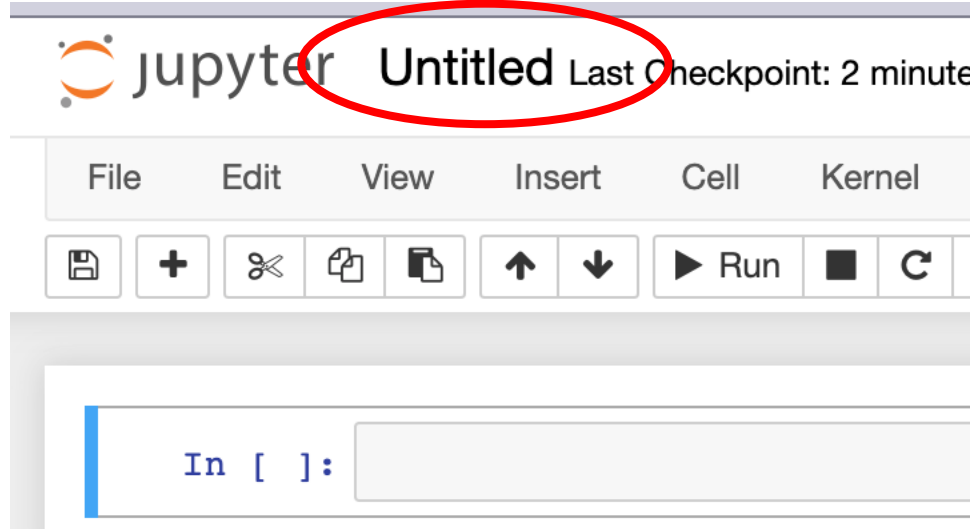 jupyter Untitled Last Checkpoint: 2 minute
File Edit View Insert Cell Kernel
Run
In [ ]: